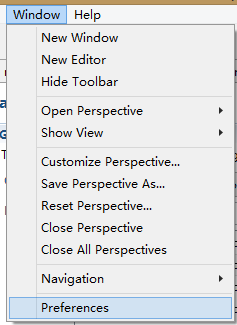 Window Help
New Window
New Editor
Hide Toolbar
Open Perspective
Show View
Customize Perspective...
Save Perspective As...
Reset Perspective...
Close Perspective
Close All Perspectives
Navigation
Preferences